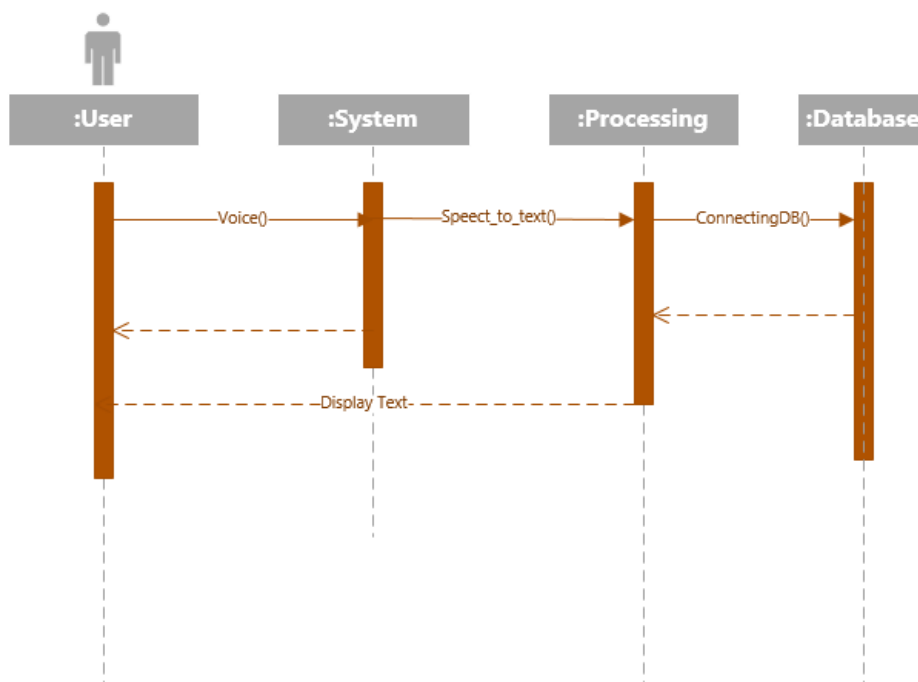 :User
:System
:Processing
:Database
Voice()
Speect_to_text()
ConnectingDB()
Display Text